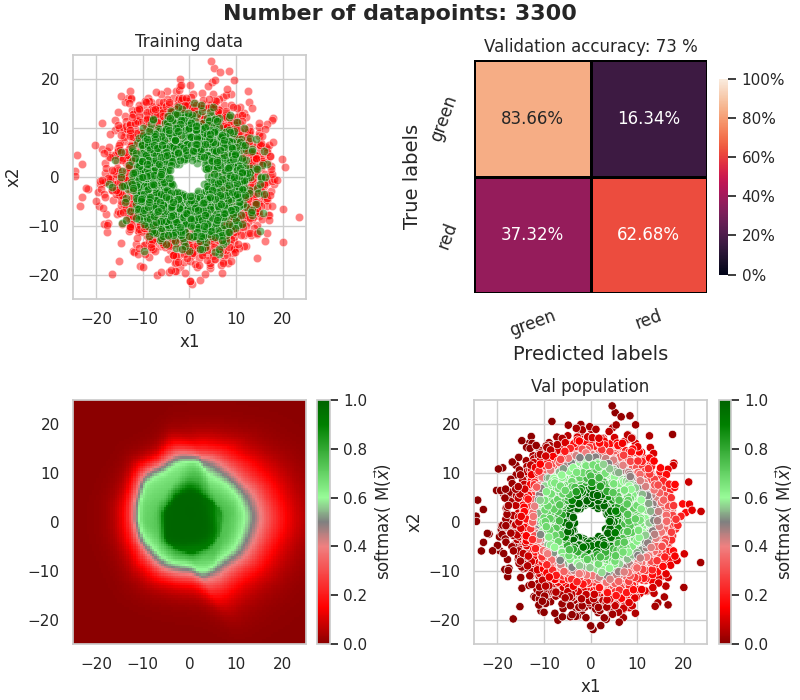 Number of datapoints: 3300
Training data
20
10
0
−10
−20
x2
−20 −10 0 10 20
x1
Validation accuracy: 73 %
True labels
green
red
83.66% 16.34%
37.32% 62.68%
green red
Predicted labels
100%
80%
60%
40%
20%
0%
20
10
0
−10
−20
−20 −10 0 10 20
1.0
0.8
0.6
0.4
0.2
0.0
softmax( M(x⃗)
Val population
20
10
0
−10
−20
x2
−20 −10 0 10 20
x1
1.0
0.8
0.6
0.4
0.2
0.0
softmax( M(x⃗)